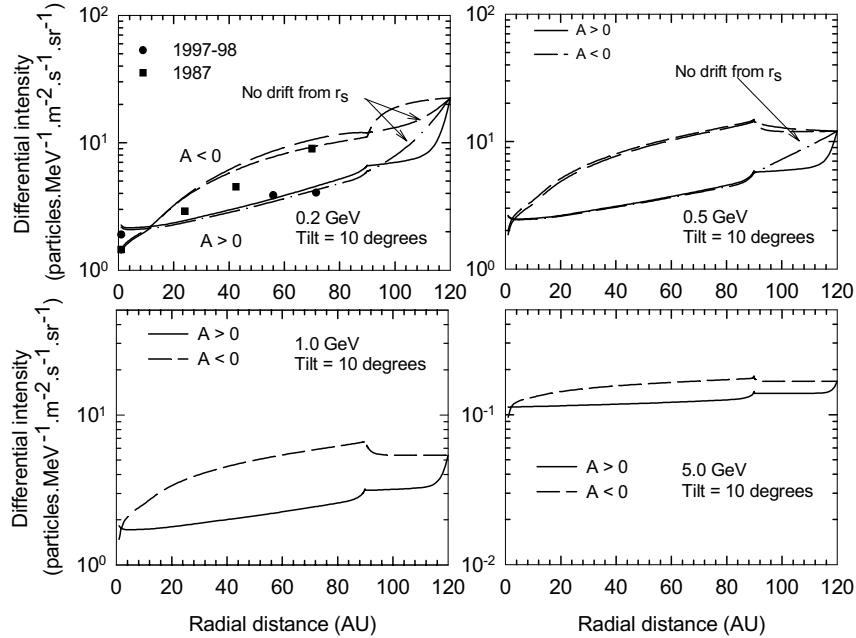 Differential intensity
(particles.MeV⁻¹.m⁻².s⁻¹.sr⁻¹)
10²
10¹
10⁰
1997-98
1987
No drift from rₛ
A < 0
A > 0
0.2 GeV
Tilt = 10 degrees
0 20 40 60 80 100 120
10²
10¹
10⁰
A > 0
A < 0
No drift from rₛ
0.5 GeV
Tilt = 10 degrees
0 20 40 60 80 100 120
Differential intensity
(particles.MeV⁻¹.m⁻².s⁻¹.sr⁻¹)
10¹
10⁰
A > 0
A < 0
1.0 GeV
Tilt = 10 degrees
0 20 40 60 80 100 120
Radial distance (AU)
10⁻¹
10⁻²
A > 0
A < 0
5.0 GeV
Tilt = 10 degrees
0 20 40 60 80 100 120
Radial distance (AU)